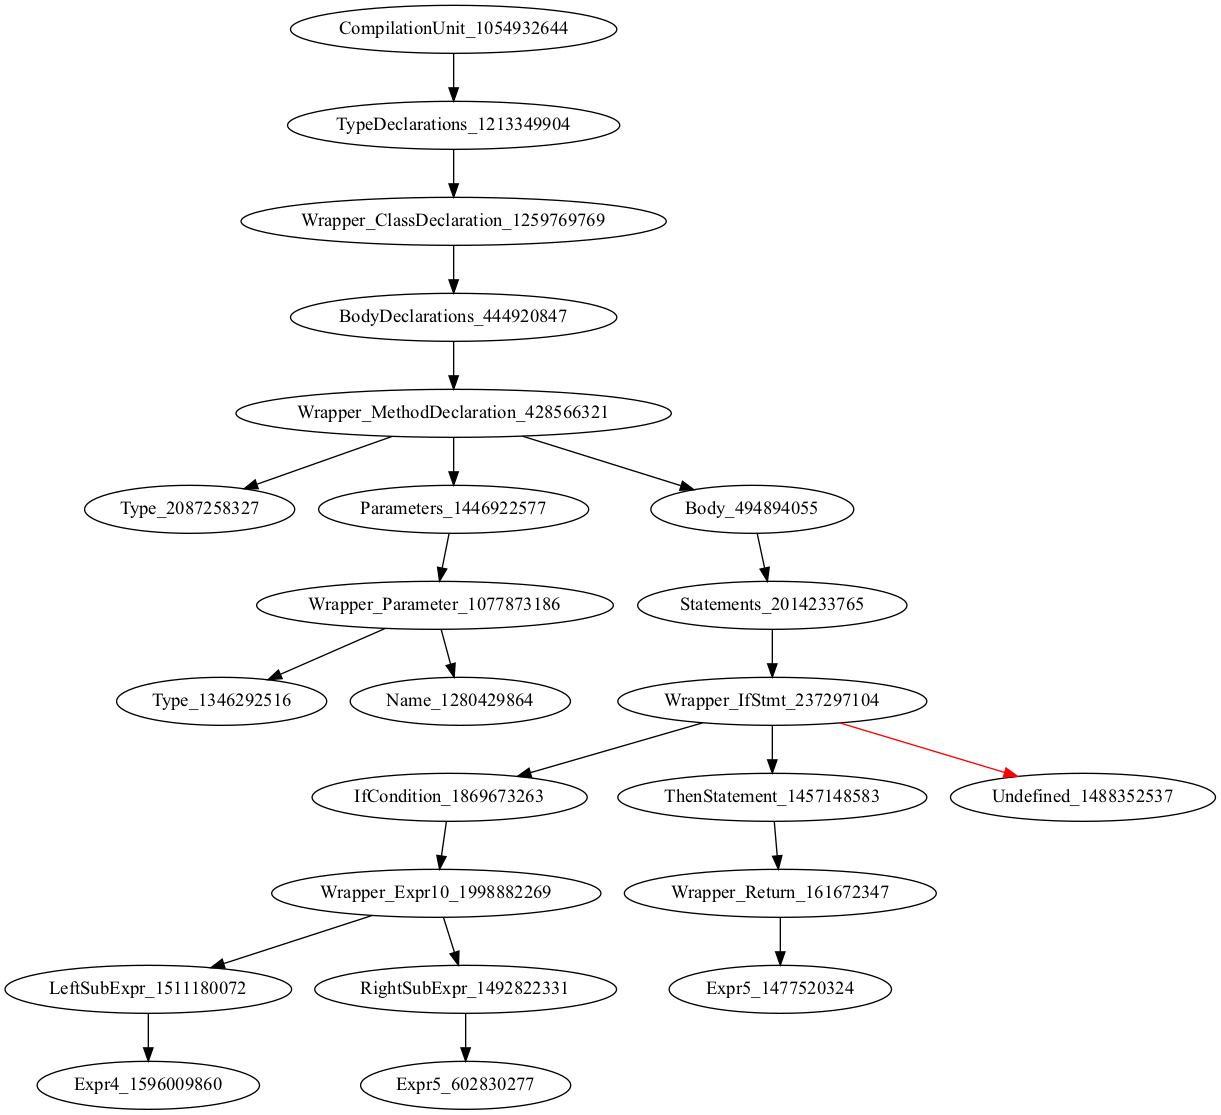 CompilationUnit_1054932644
TypeDeclarations_1213349904
Wrapper_ClassDeclaration_1259769769
BodyDeclarations_444920847
Wrapper_MethodDeclaration_428566321
Type_2087258327
Parameters_1446922577
Body_494894055
Wrapper_Parameter_1077873186
Statements_2014233765
Type_1346292516
Name_1280429864
Wrapper_IfStmt_237297104
IfCondition_1869673263
ThenStatement_1457148583
Undefined_1488352537
Wrapper_Expr10_1998882269
Wrapper_Return_161672347
LeftSubExpr_1511180072
RightSubExpr_1492822331
Expr5_1477520324
Expr4_1596009860
Expr5_602830277